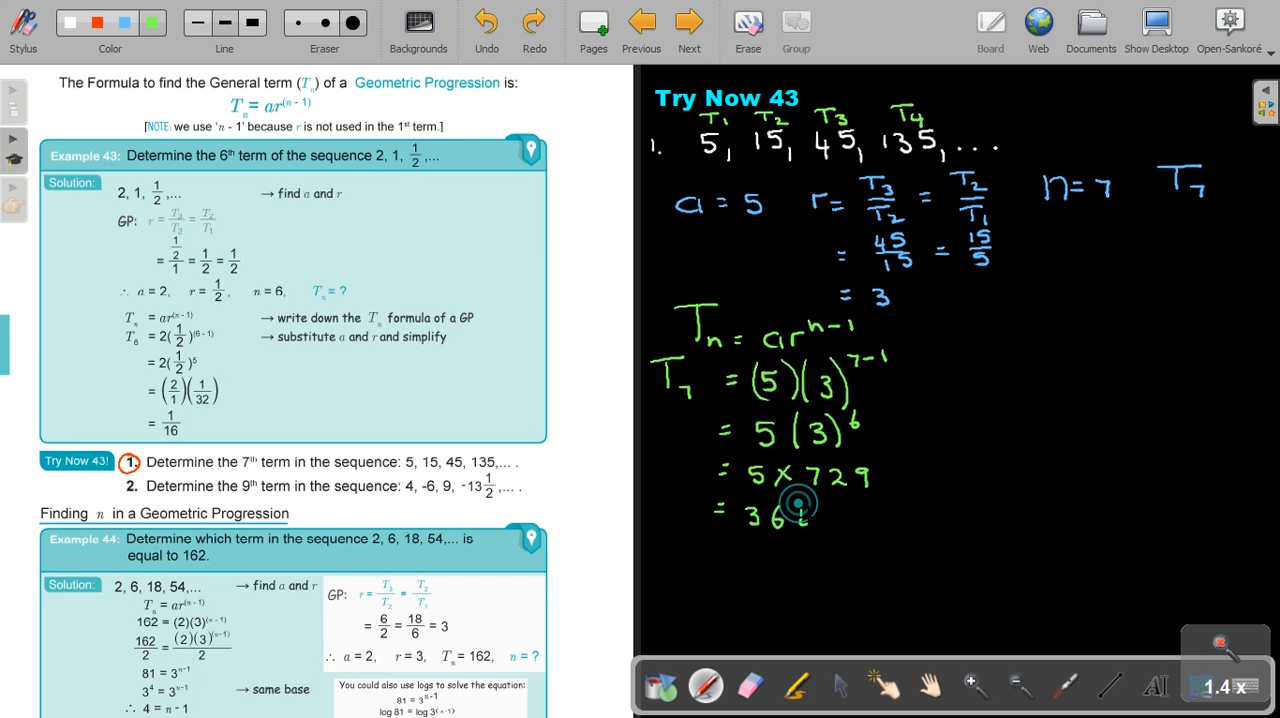 Stylus Color Line Eraser Backgrounds Undo Redo Pages Previous Next Erase Group Board Web Documents Show Desktop Open-Sankoré
The Formula to find the General term (Tₙ) of a Geometric Progression is:
Tₙ = ar⁽ⁿ ⁻ ¹⁾
[NOTE: we use ‘n - 1’ because r is not used in the 1ˢᵗ term.]
Example 43: Determine the 6ᵗʰ term of the sequence 2, 1, 1/2,...
Solution:
2, 1, 1/2,... → find a and r
GP: r = T₃/T₂ = T₂/T₁
= (1/2)/1 = 1/2 = 1/2
∴ a = 2, r = 1/2, n = 6, Tₙ = ?
Tₙ = ar⁽ⁿ⁻¹⁾ → write down the Tₙ formula of a GP
T₆ = 2(1/2)⁽⁶⁻¹⁾ → substitute a and r and simplify
= 2(1/2)⁵
= (2/1)(1/32)
= 1/16
Try Now 43! 1. Determine the 7ᵗʰ term in the sequence: 5, 15, 45, 135,... .
2. Determine the 9ᵗʰ term in the sequence: 4, -6, 9, -13 1/2,... .
Finding n in a Geometric Progression
Example 44: Determine which term in the sequence 2, 6, 18, 54,... is
equal to 162.
Solution:
2, 6, 18, 54,... → find a and r
Tₙ = ar⁽ⁿ⁻¹⁾
162 = (2)(3)⁽ⁿ⁻¹⁾
162/2 = (2)(3)⁽ⁿ⁻¹⁾/2
81 = 3ⁿ⁻¹
3⁴ = 3ⁿ⁻¹ → same base
∴ 4 = n - 1
GP: r = T₃/T₂ = T₂/T₁
= 6/2 = 18/6 = 3
∴ a = 2, r = 3, Tₙ = 162, n = ?
You could also use logs to solve the equation:
81 = 3ⁿ⁻¹
log 81 = log 3⁽ⁿ⁻¹⁾
Try Now 43
T₁ T₂ T₃ T₄
1. 5, 15, 45, 135, ...
a = 5 r = T₃/T₂ = T₂/T₁ n = 7 T₇
= 45/15 = 15/5
= 3
Tₙ = arⁿ⁻¹
T₇ = (5)(3)⁷⁻¹
= 5(3)⁶
= 5 × 729
= 36
1.4 x